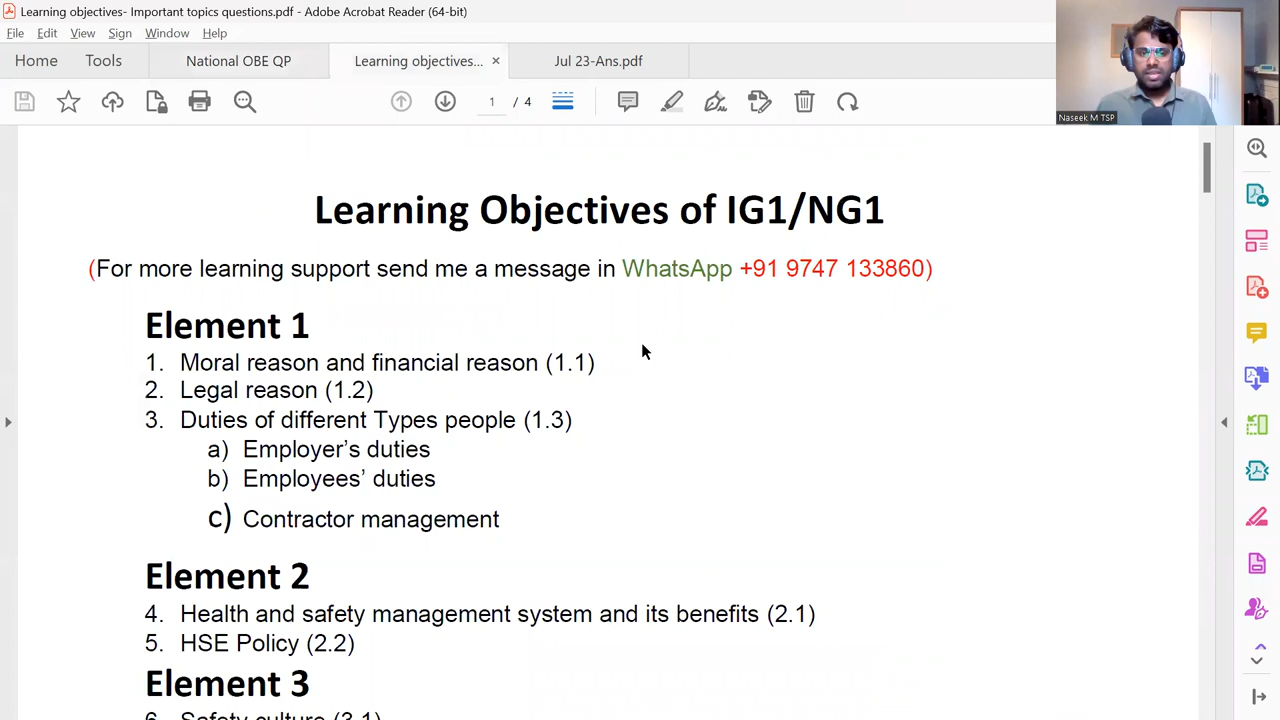 Learning objectives- Important topics questions.pdf - Adobe Acrobat Reader (64-bit)
File Edit View Sign Window Help
Home Tools National OBE QP Learning objectives... × Jul 23-Ans.pdf
1 / 4
Naseek M TSP
Learning Objectives of IG1/NG1
(For more learning support send me a message in WhatsApp +91 9747 133860)
Element 1
1. Moral reason and financial reason (1.1)
2. Legal reason (1.2)
3. Duties of different Types people (1.3)
a) Employer’s duties
b) Employees’ duties
c) Contractor management
Element 2
4. Health and safety management system and its benefits (2.1)
5. HSE Policy (2.2)
Element 3
6. Safety culture (3.1)